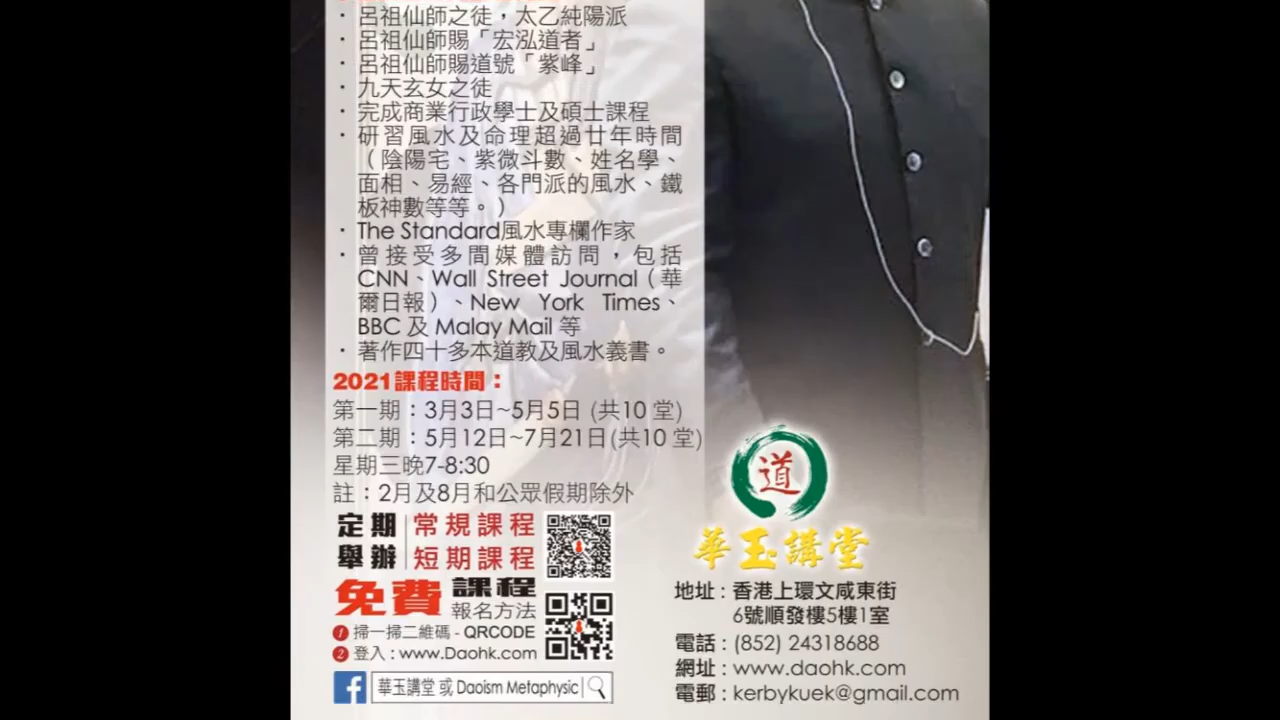 · 呂祖仙師之徒，太乙純陽派
· 呂祖仙師賜「宏泓道者」
· 呂祖仙師賜道號「紫峰」
· 九天玄女之徒
· 完成商業行政學士及碩士課程
· 研習風水及命理超過廿年時間
（陰陽宅、紫微斗數、姓名學、
面相、易經、各門派的風水、鐵
板神數等等。）
· The Standard風水專欄作家
· 曾接受多間媒體訪問，包括
CNN、Wall Street Journal（華
爾日報）、New York Times、
BBC 及 Malay Mail 等
· 著作四十多本道教及風水義書。
2021課程時間：
第一期：3月3日~5月5日 (共10 堂)
第二期：5月12日~7月21日(共10 堂)
星期三晚7-8:30
註：2月及8月和公眾假期除外
定期 常規課程
舉辦 短期課程
免費 課程
報名方法
1 掃一掃二維碼 - QRCODE
2 登入 : www.Daohk.com
f 華玉講堂 或 Daoism Metaphysic
道
華玉講堂
地址 : 香港上環文咸東街
6號順發樓5樓1室
電話 : (852) 24318688
網址 : www.daohk.com
電郵 : kerbykuek@gmail.com